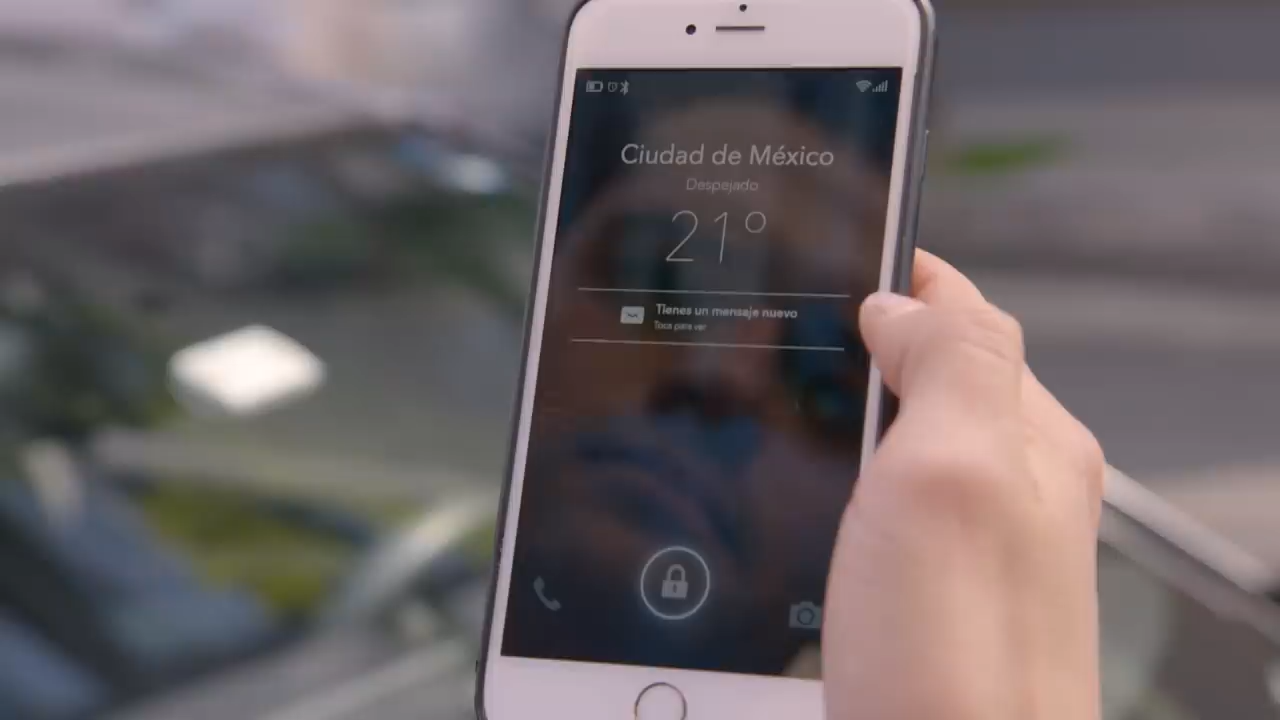 Ciudad de México
Despejado
21°
Tienes un mensaje nuevo
Toca para ver